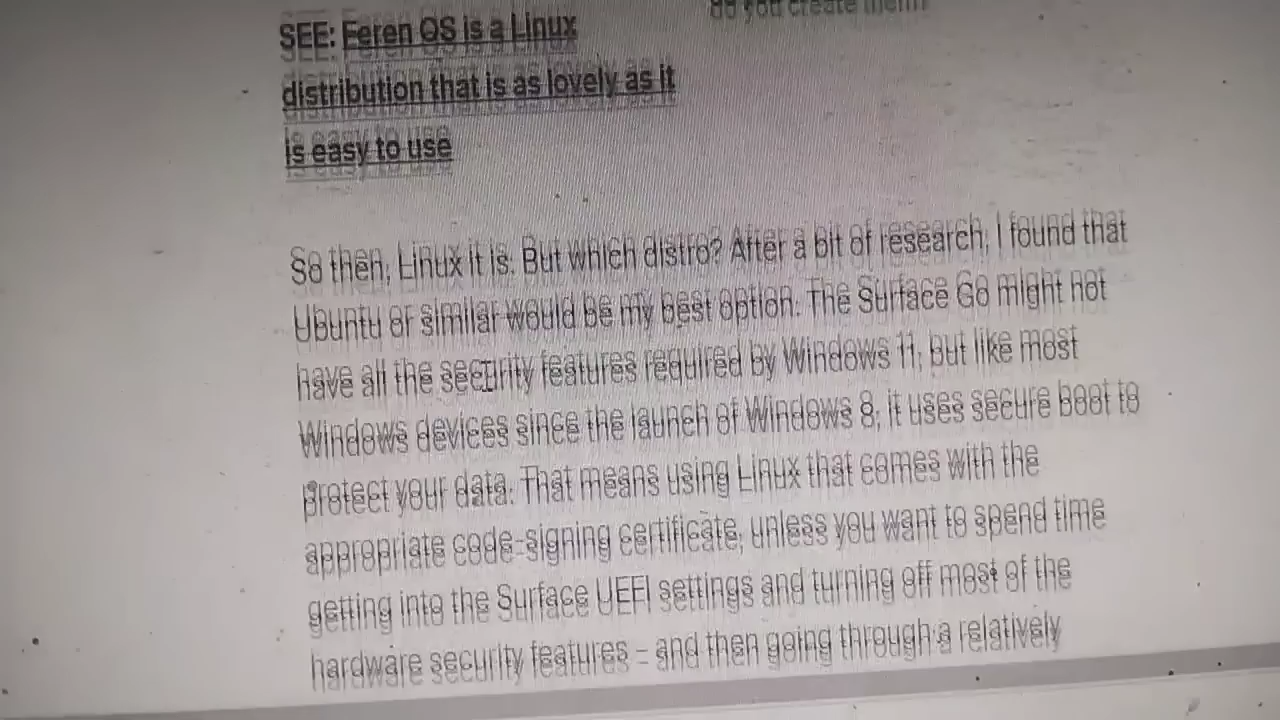 do you create them?
SEE: Feren OS is a Linux
distribution that is as lovely as it
is easy to use
So then, Linux it is. But which distro? After a bit of research, I found that
Ubuntu or similar would be my best option. The Surface Go might not
have all the security features required by Windows 11, but like most
Windows devices since the launch of Windows 8, it uses secure boot to
protect your data. That means using Linux that comes with the
appropriate code-signing certificate, unless you want to spend time
getting into the Surface UEFI settings and turning off most of the
hardware security features – and then going through a relatively